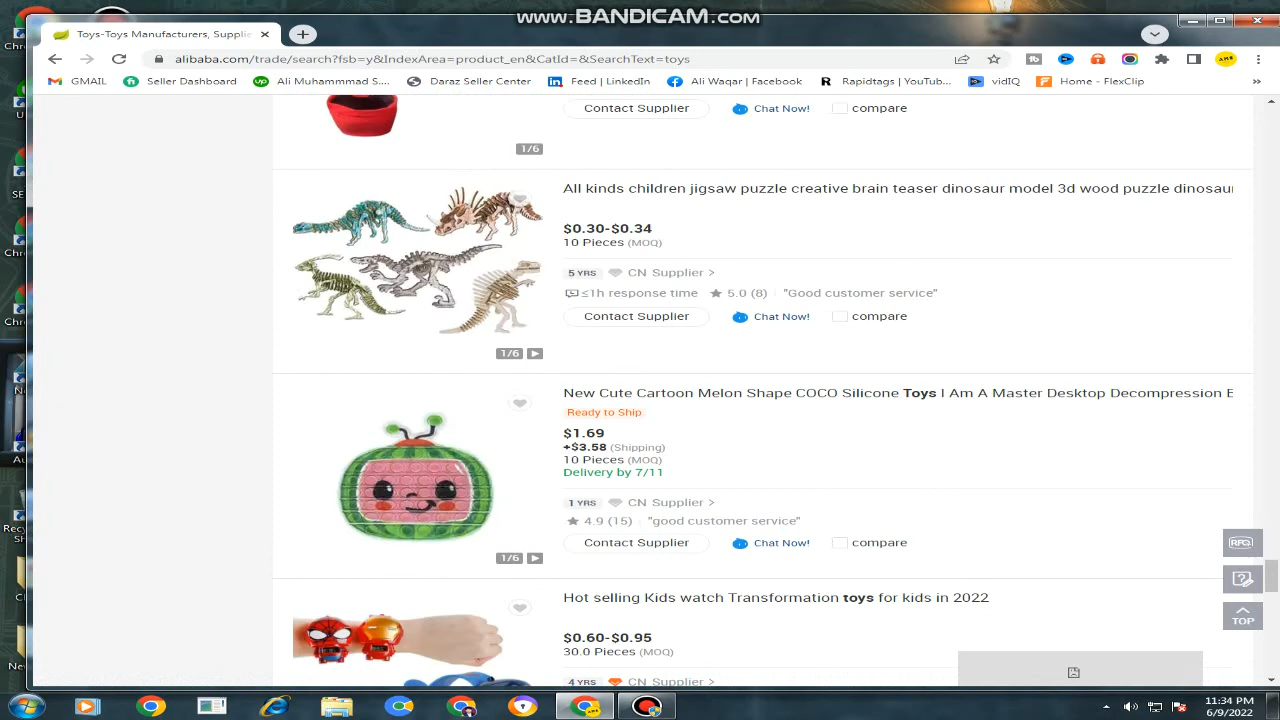 www.BANDICAM.com
Toys-Toys Manufacturers, Supplie
alibaba.com/trade/search?fsb=y&IndexArea=product_en&CatId=&SearchText=toys
GMAIL Seller Dashboard Ali Muhammmad S... Daraz Seller Center Feed | LinkedIn Ali Waqar | Facebook Rapidtags | YouTub... vidIQ Home - FlexClip »
Contact Supplier Chat Now! compare
1/6
All kinds children jigsaw puzzle creative brain teaser dinosaur model 3d wood puzzle dinosau
$0.30-$0.34
10 Pieces (MOQ)
5 YRS CN Supplier >
≤1h response time 5.0 (8) "Good customer service"
Contact Supplier Chat Now! compare
1/6
New Cute Cartoon Melon Shape COCO Silicone Toys I Am A Master Desktop Decompression
Ready to Ship
$1.69
+$3.58 (Shipping)
10 Pieces (MOQ)
Delivery by 7/11
1 YRS CN Supplier >
4.9 (15) "good customer service"
Contact Supplier Chat Now! compare
1/6
RFQ
TOP
Hot selling Kids watch Transformation toys for kids in 2022
$0.60-$0.95
30.0 Pieces (MOQ)
4 YRS CN Supplier >
11:34 PM
6/9/2022